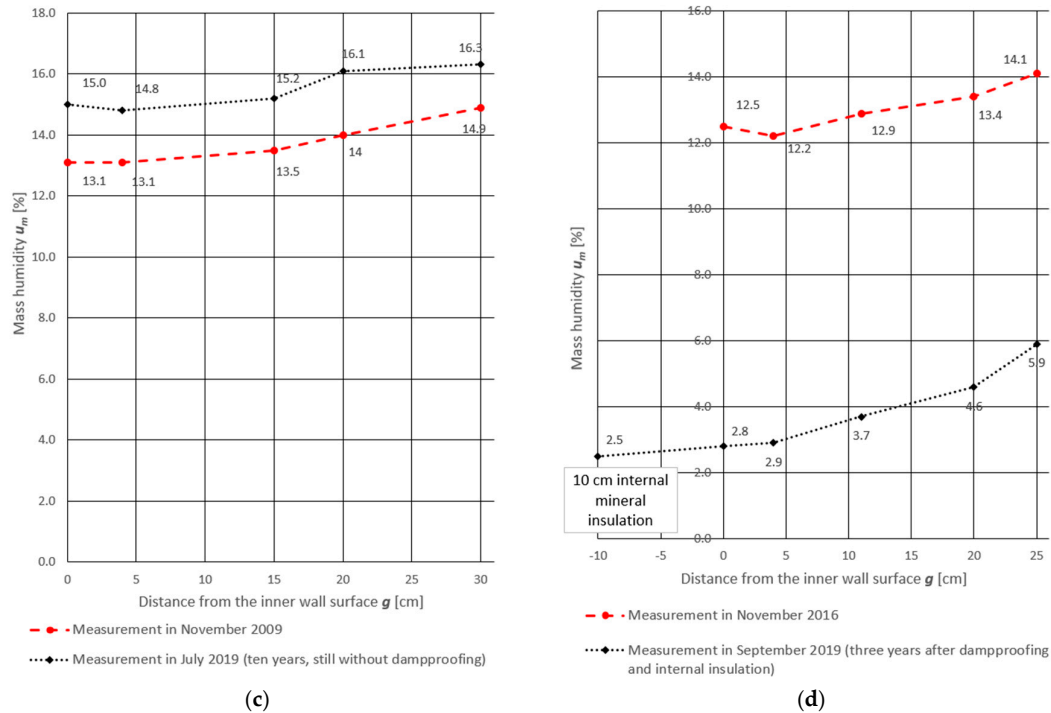 18.0
16.0
14.0
12.0
10.0
8.0
6.0
4.0
2.0
0.0
Mass humidity u_m [%]
15.0
14.8
15.2
16.1
16.3
13.1
13.1
13.5
14
14.9
0 5 10 15 20 25 30
Distance from the inner wall surface g [cm]
Measurement in November 2009
Measurement in July 2019 (ten years, still without dampproofing)
(c)
16.0
14.0
12.0
10.0
8.0
6.0
4.0
2.0
0.0
Mass humidity u_m [%]
12.5
12.2
12.9
13.4
14.1
2.5
2.8
2.9
3.7
4.6
5.9
10 cm internal
mineral
insulation
-10 -5 0 5 10 15 20 25
Distance from the inner wall surface g [cm]
Measurement in November 2016
Measurement in September 2019 (three years after dampproofing
and internal insulation)
(d)